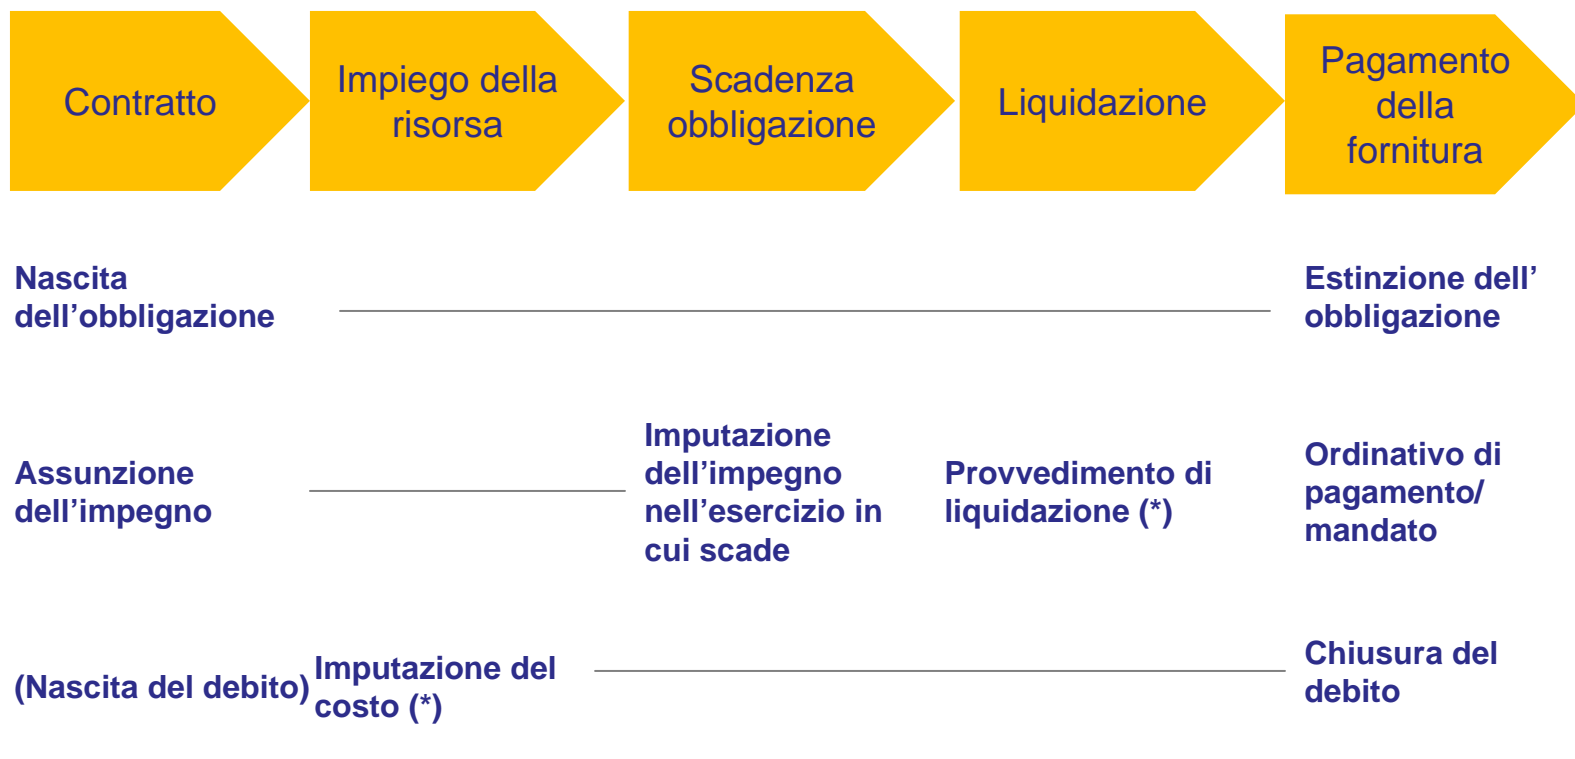 Contratto
Impiego della
risorsa
Scadenza
obbligazione
Liquidazione
Pagamento
della
fornitura
Nascita
dell’obbligazione
Estinzione dell’
obbligazione
Assunzione
dell’impegno
Imputazione
dell’impegno
nell’esercizio in
cui scade
Provvedimento di
liquidazione (*)
Ordinativo di
pagamento/
mandato
(Nascita del debito)
Imputazione del
costo (*)
Chiusura del
debito